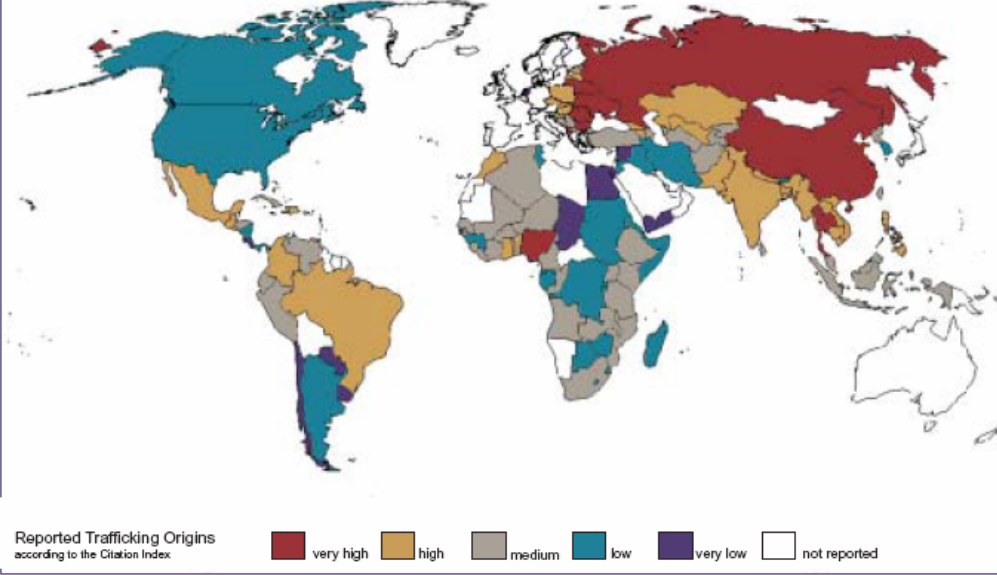 Reported Trafficking Origins
according to the Citation Index
very high
high
medium
low
very low
not reported